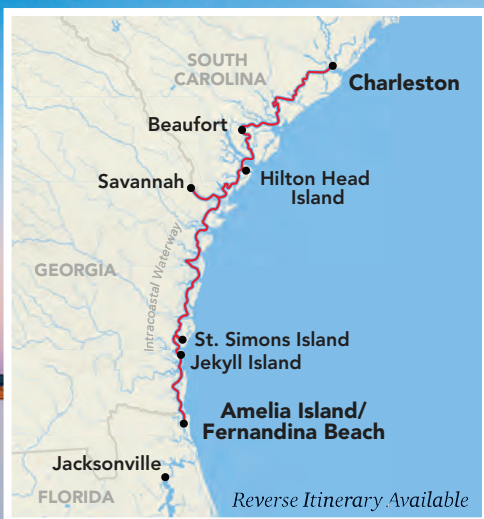 SOUTH
CAROLINA
Charleston
Beaufort
Savannah
Hilton Head
Island
GEORGIA
Intracoastal Waterway
St. Simons Island
Jekyll Island
Amelia Island/
Fernandina Beach
Jacksonville
FLORIDA
Reverse Itinerary Available